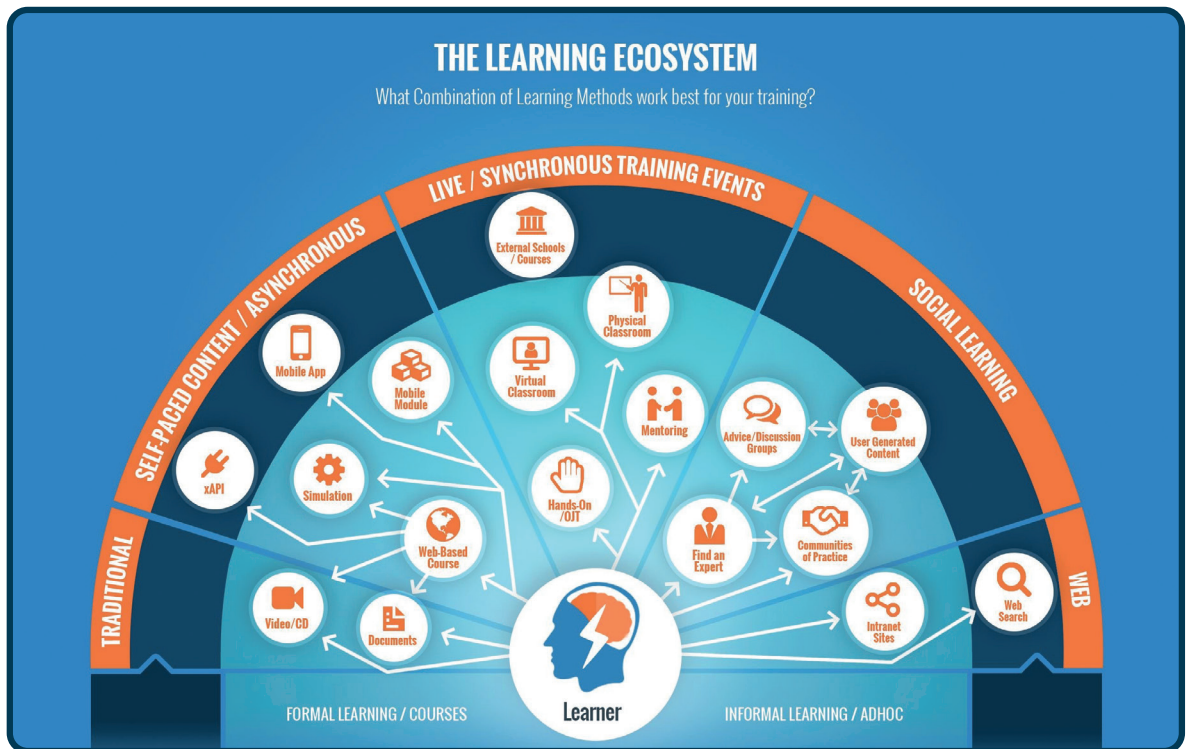 THE LEARNING ECOSYSTEM
What Combination of Learning Methods work best for your training?
TRADITIONAL
SELF-PACED CONTENT / ASYNCHRONOUS
LIVE / SYNCHRONOUS TRAINING EVENTS
SOCIAL LEARNING
WEB
External Schools
/ Courses
Physical
Classroom
Mobile App
Mobile
Module
Virtual
Classroom
Mentoring
Advice/Discussion
Groups
User Generated
Content
xAPI
Simulation
Hands-On
/OJT
Web-Based
Course
Find an
Expert
Communities
of Practice
Video/CD
Documents
Intranet
Sites
Web
Search
Learner
FORMAL LEARNING / COURSES
INFORMAL LEARNING / ADHOC